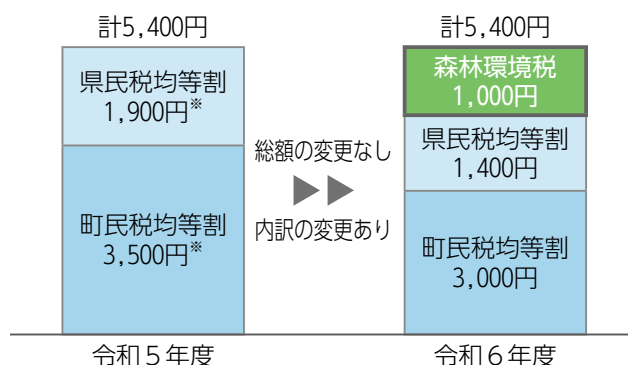 計5,400円
県民税均等割
1,900円※
町民税均等割
3,500円※
令和5年度
総額の変更なし
▶▶
内訳の変更あり
計5,400円
森林環境税
1,000円
県民税均等割
1,400円
町民税均等割
3,000円
令和6年度